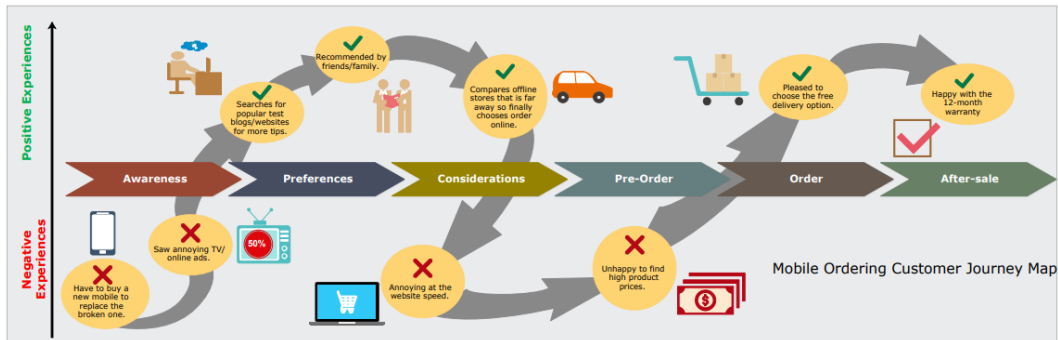 Positive Experiences
Negative
Experiences
Recommended by
friends/family.
Searches for
popular test
blogs/websites
for more tips.
Compares offline
stores that is far
away so finally
chooses order
online.
Pleased to
choose the free
delivery option.
Happy with the
12-month
warranty
Awareness
Preferences
Considerations
Pre-Order
Order
After-sale
Have to buy a
new mobile to
replace the
broken one.
Saw annoying TV/
online ads.
50%
Annoying at the
website speed.
Unhappy to find
high product
prices.
$
Mobile Ordering Customer Journey Map